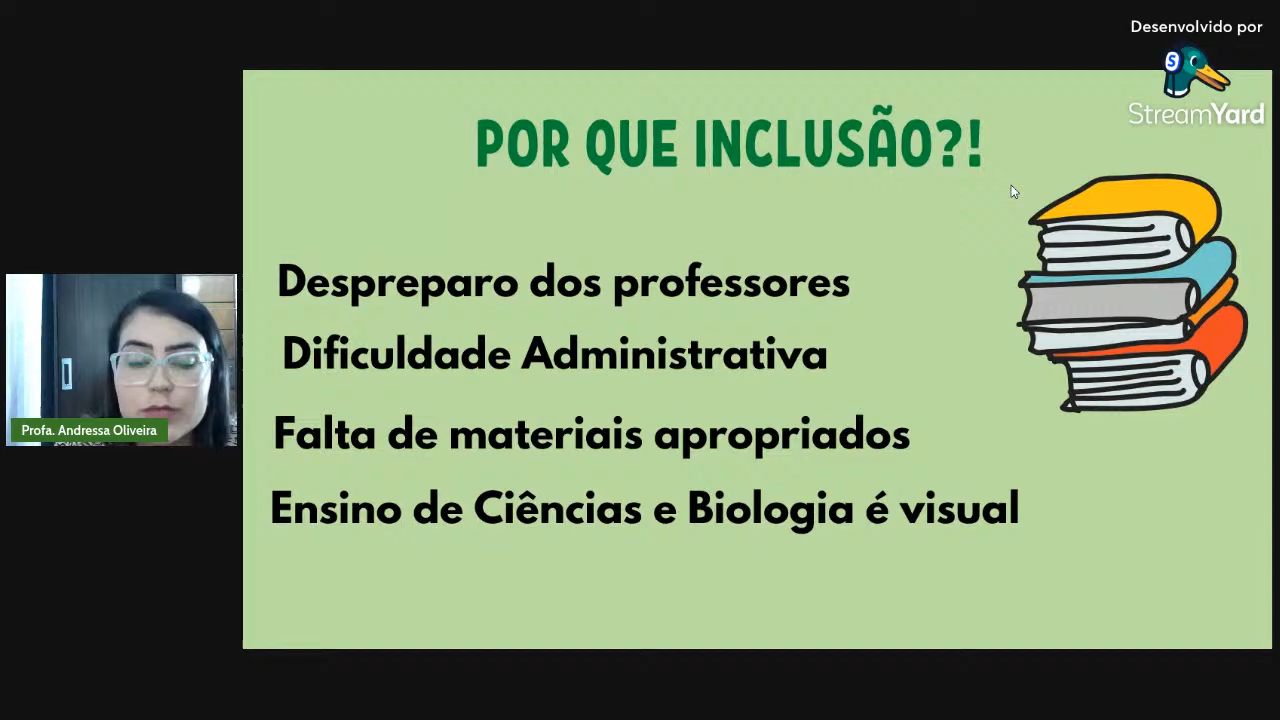 Desenvolvido por
S
StreamYard
POR QUE INCLUSÃO?!
Despreparo dos professores
Dificuldade Administrativa
Falta de materiais apropriados
Ensino de Ciências e Biologia é visual
Profa. Andressa Oliveira